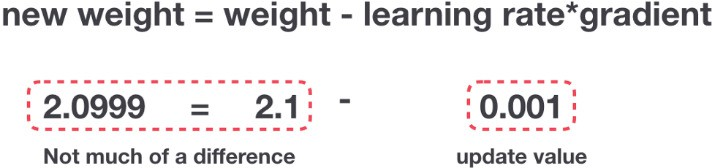 new weight = weight - learning rate*gradient
2.0999 = 2.1 - 0.001
Not much of a difference update value